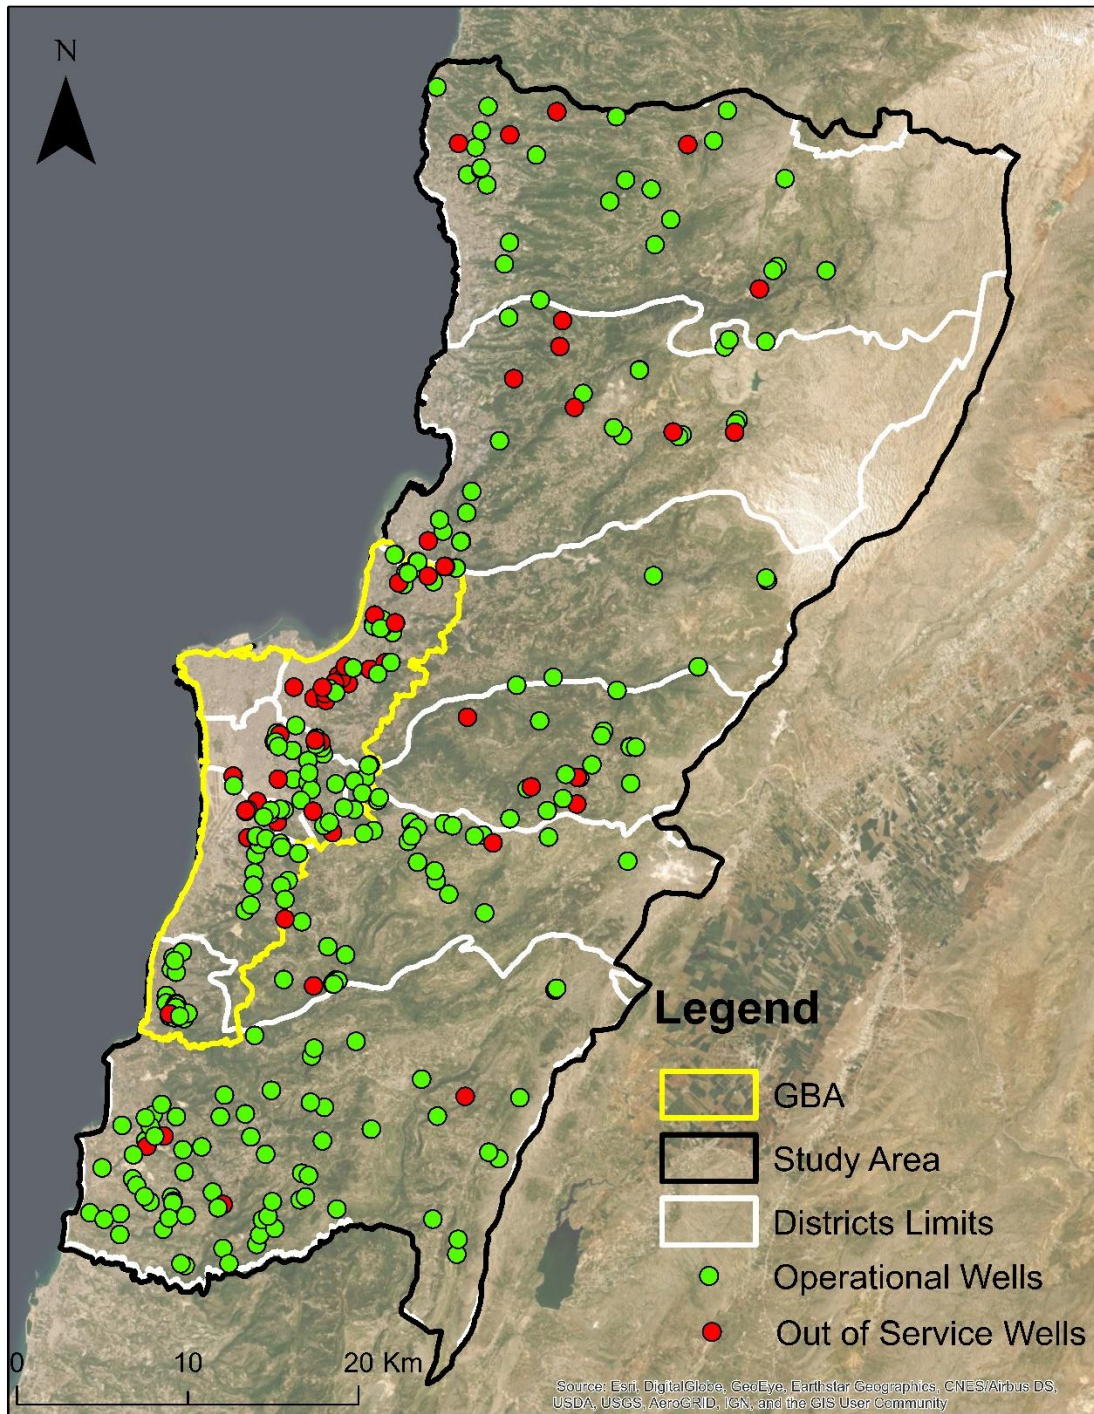 N
Legend
GBA
Study Area
Districts Limits
Operational Wells
Out of Service Wells
0 10 20 Km
Source: Esri, DigitalGlobe, GeoEye, Earthstar Geographics, CNES/Airbus DS,
USDA, USGS, AeroGRID, IGN, and the GIS User Community